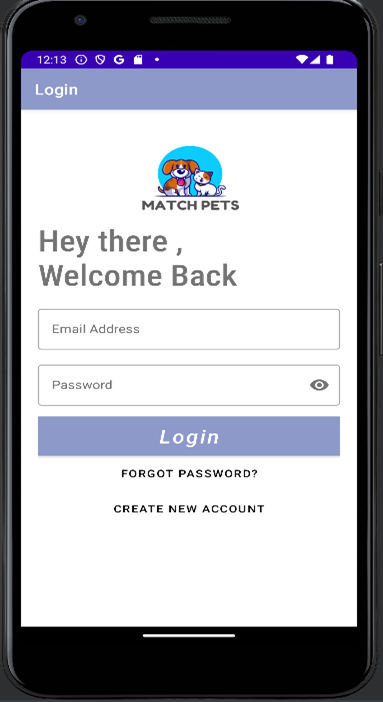 12:13
Login
MATCH PETS
Hey there ,
Welcome Back
Email Address
Password
Login
FORGOT PASSWORD?
CREATE NEW ACCOUNT